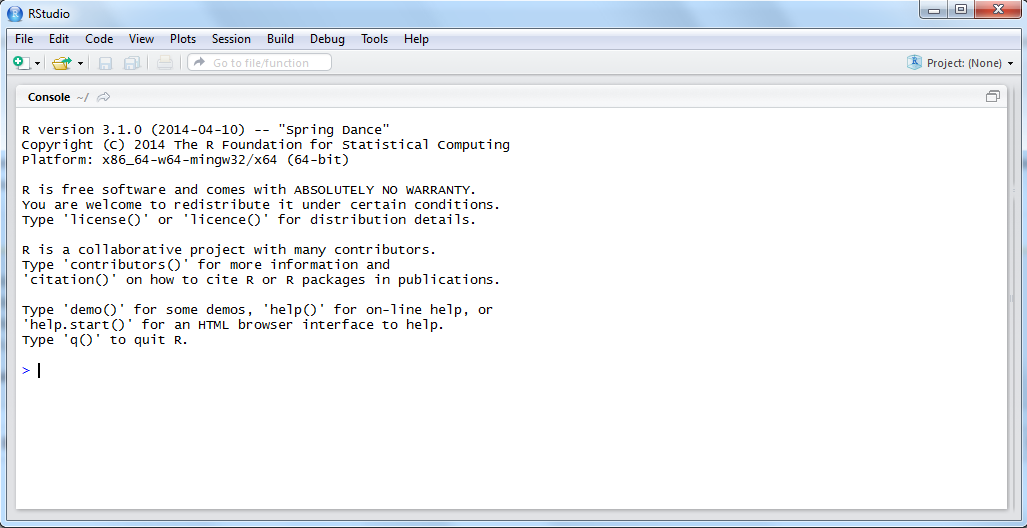 RStudio
File Edit Code View Plots Session Build Debug Tools Help
Go to file/function Project: (None)
Console ~/
R version 3.1.0 (2014-04-10) -- "Spring Dance"
Copyright (C) 2014 The R Foundation for Statistical Computing
Platform: x86_64-w64-mingw32/x64 (64-bit)
R is free software and comes with ABSOLUTELY NO WARRANTY.
You are welcome to redistribute it under certain conditions.
Type 'license()' or 'licence()' for distribution details.
R is a collaborative project with many contributors.
Type 'contributors()' for more information and
'citation()' on how to cite R or R packages in publications.
Type 'demo()' for some demos, 'help()' for on-line help, or
'help.start()' for an HTML browser interface to help.
Type 'q()' to quit R.
>